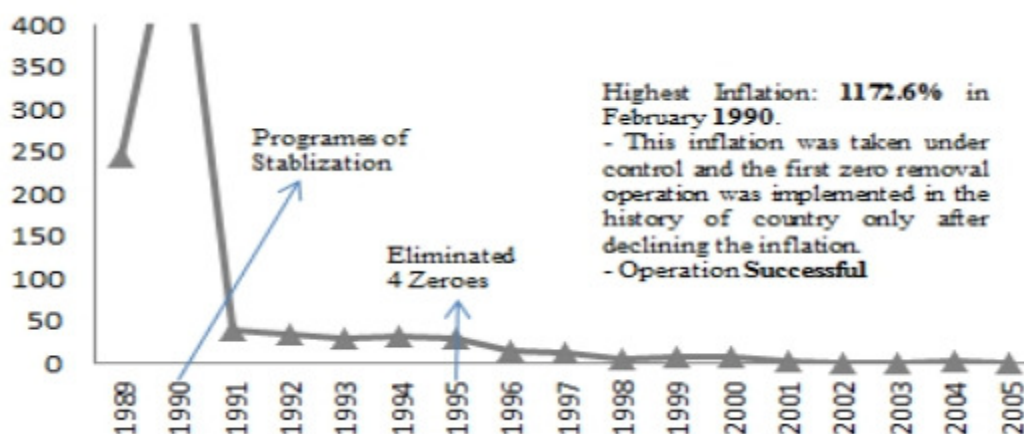 400
350
300
250
200
150
100
50
0
Programes of
Stablization
Eliminated
4 Zeroes
Highest Inflation: 1172.6% in
February 1990.
- This inflation was taken under
control and the first zero removal
operation was implemented in the
history of country only after
declining the inflation.
- Operation Successful
1989
1990
1991
1992
1993
1994
1995
1996
1997
1998
1999
2000
2001
2002
2003
2004
2005